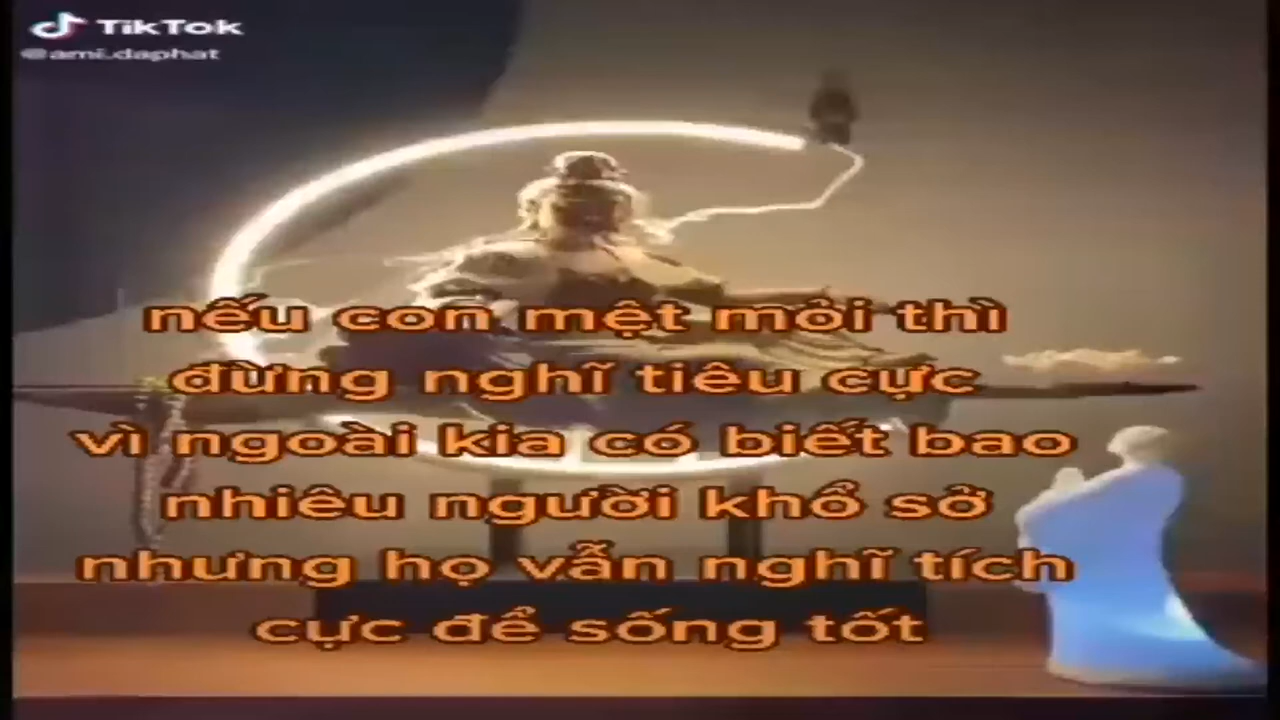 TikTok
@ami.daphat
nếu con mệt mỏi thì
đừng nghĩ tiêu cực
vì ngoài kia có biết bao
nhiêu người khổ sở
nhưng họ vẫn nghĩ tích
cực để sống tốt